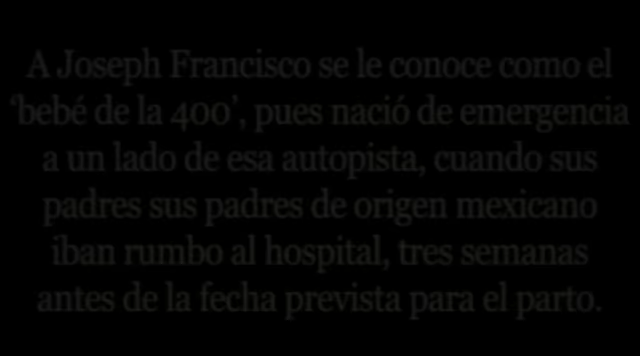 A Joseph Francisco se le conoce como el
‘bebé de la 400’, pues nació de emergencia
a un lado de esa autopista, cuando sus
padres sus padres de origen mexicano
iban rumbo al hospital, tres semanas
antes de la fecha prevista para el parto.